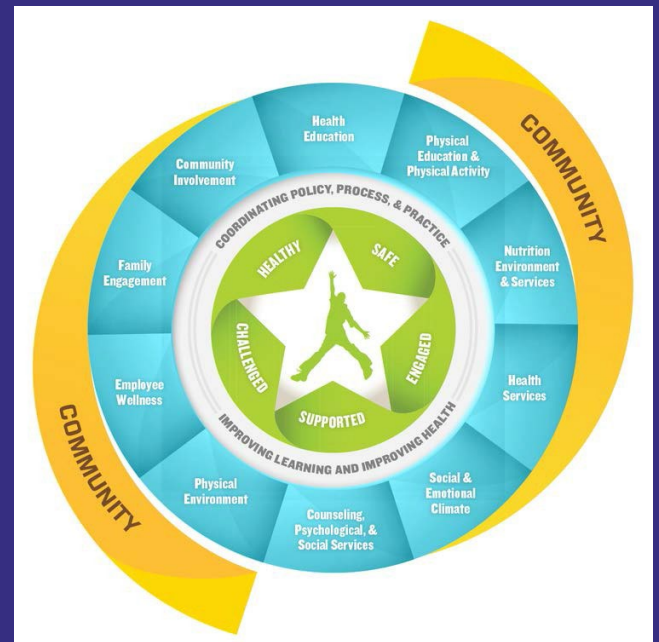 Health
Education
Physical
Education &
Physical Activity
Nutrition
Environment
& Services
Health
Services
Social &
Emotional
Climate
Counseling,
Psychological, &
Social Services
Physical
Environment
Employee
Wellness
Family
Engagement
Community
Involvement
COMMUNITY
COMMUNITY
COORDINATING POLICY, PROCESS, & PRACTICE
IMPROVING LEARNING AND IMPROVING HEALTH
HEALTHY
SAFE
ENGAGED
SUPPORTED
CHALLENGED